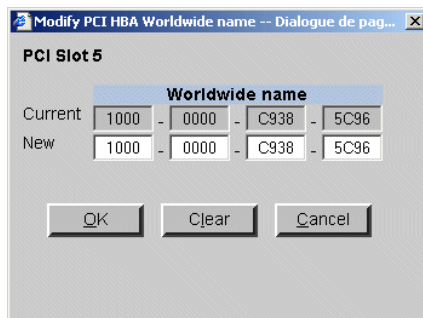 Modify PCI HBA Worldwide name -- Dialogue de pag...
PCI Slot 5
Worldwide name
Current 1000 - 0000 - C938 - 5C96
New 1000 - 0000 - C938 - 5C96
OK Clear Cancel